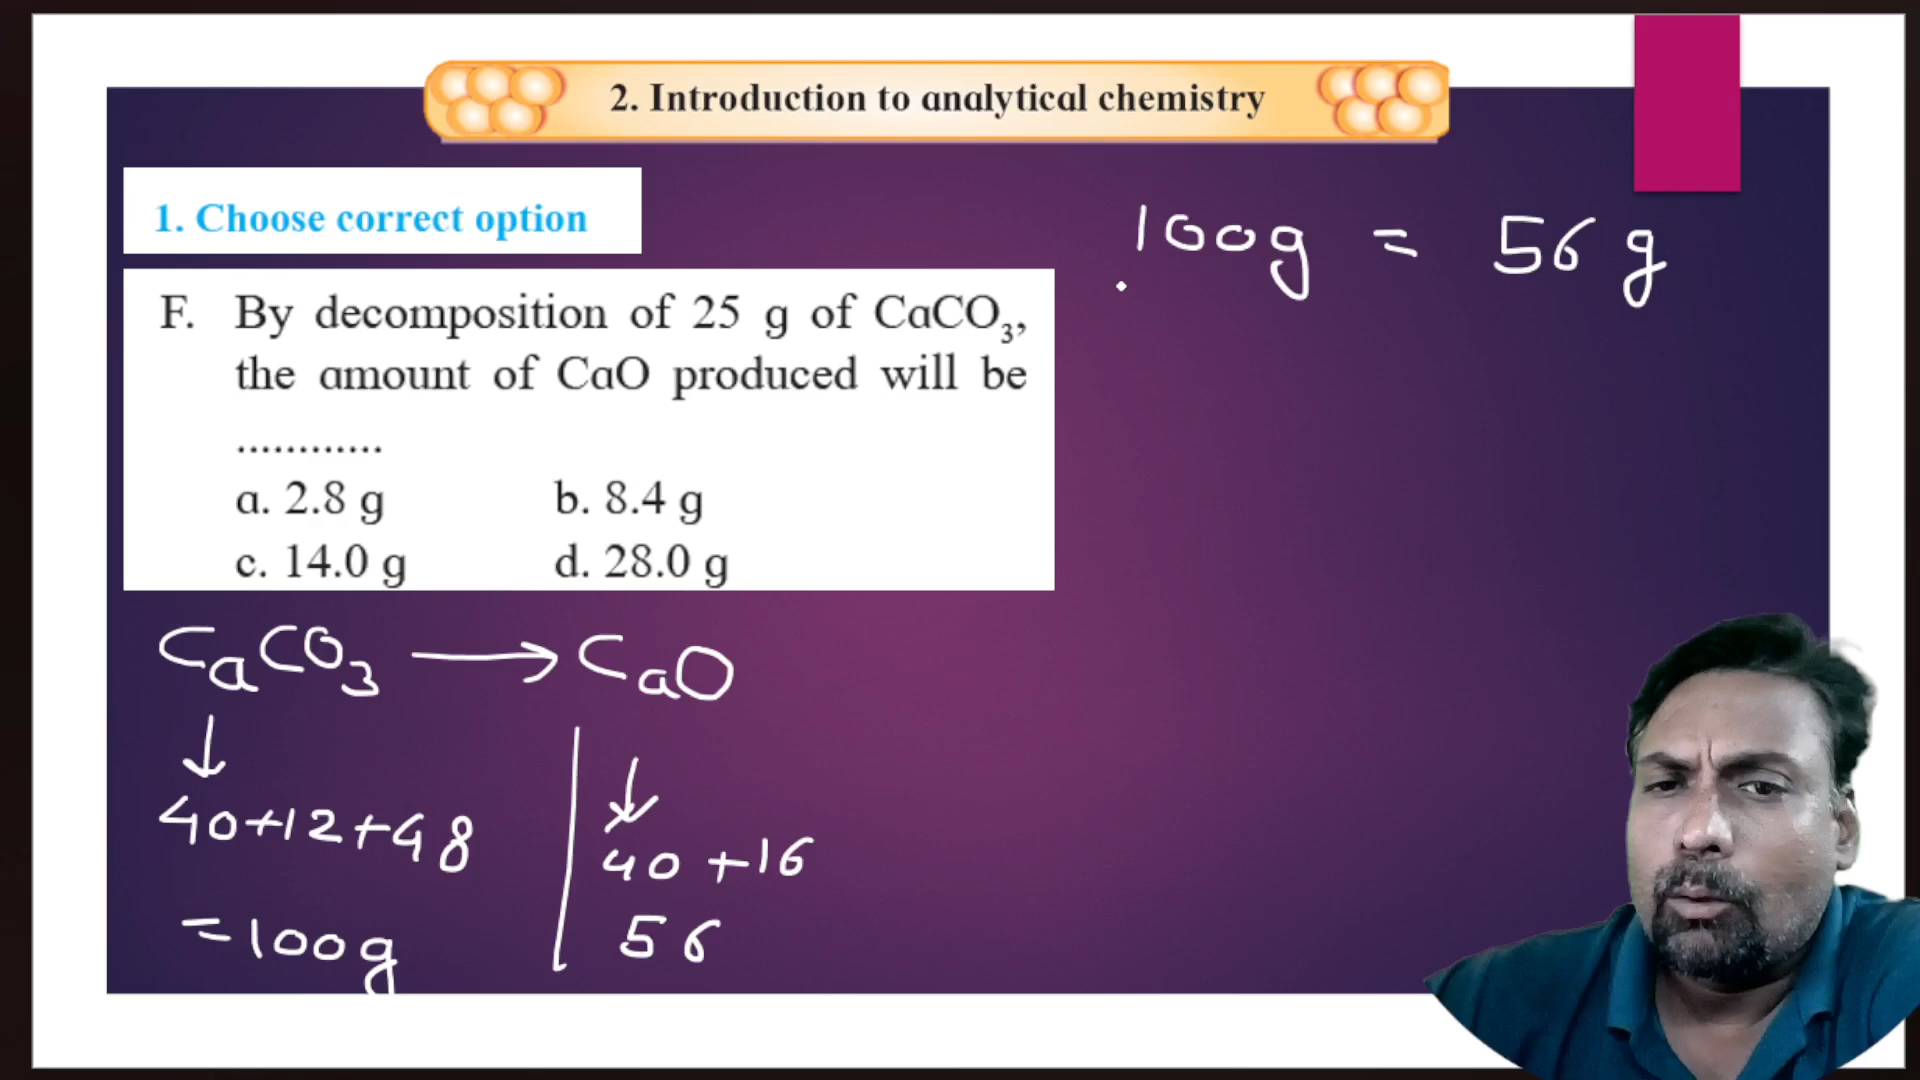 2. Introduction to analytical chemistry
1. Choose correct option
F. By decomposition of 25 g of CaCO₃,
the amount of CaO produced will be
............
a. 2.8 g b. 8.4 g
c. 14.0 g d. 28.0 g
100g = 56 g
CaCO₃ → CaO
↓ ↓
40+12+48 40 +16
=100g 56